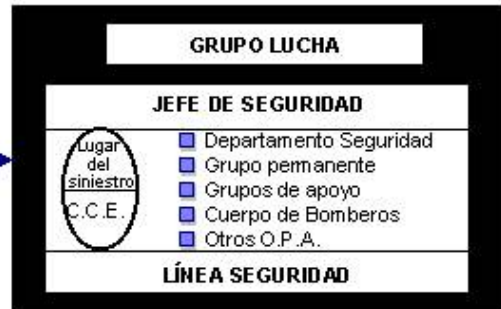 GRUPO LUCHA
JEFE DE SEGURIDAD
Lugar
del
siniestro
C.C.E.
Departamento Seguridad
Grupo permanente
Grupos de apoyo
Cuerpo de Bomberos
Otros O.P.A.
LÍNEA SEGURIDAD